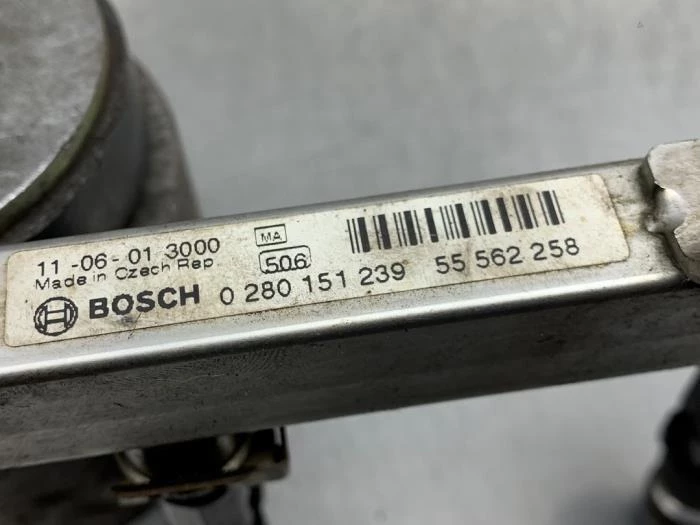 11 -06- 01 3000
MA
Made in Czech Rep
506
BOSCH 0 280 151 239 55 562 258